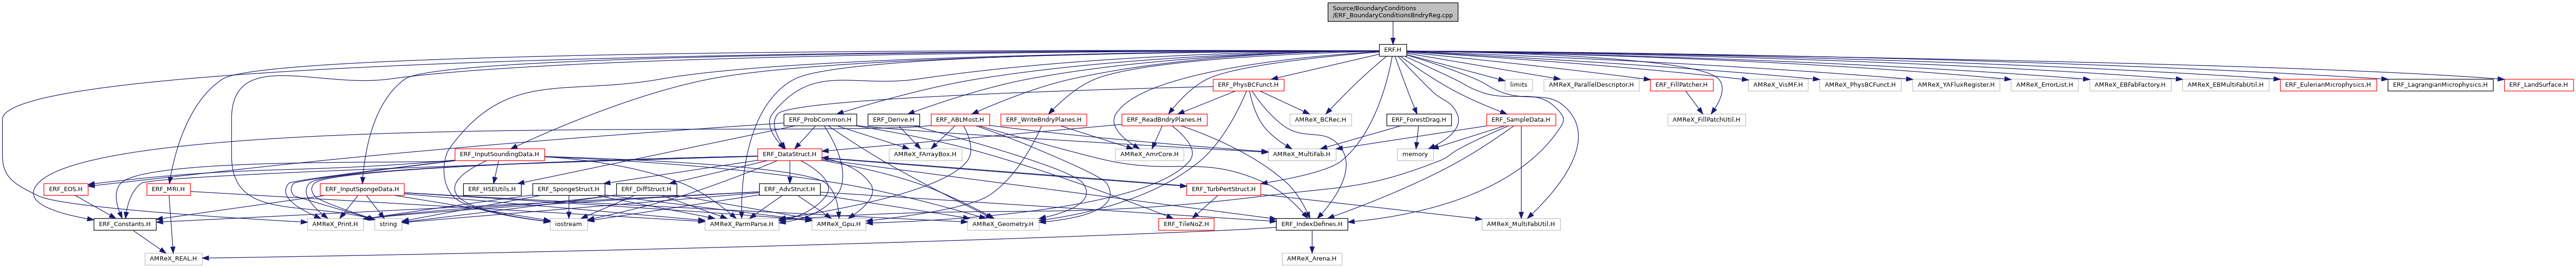 Source/BoundaryConditions
/ERF_BoundaryConditionsBndryReg.cpp
ERF.H
ERF_PhysBCFunct.H
limits
AMReX_ParallelDescriptor.H
ERF_FillPatcher.H
AMReX_VisMF.H
AMReX_PhysBCFunct.H
AMReX_YAFluxRegister.H
AMReX_ErrorList.H
AMReX_EBFabFactory.H
AMReX_EBMultiFabUtil.H
ERF_EulerianMicrophysics.H
ERF_LagrangianMicrophysics.H
ERF_LandSurface.H
ERF_ProbCommon.H
ERF_Derive.H
ERF_ABLMost.H
ERF_WriteBndryPlanes.H
ERF_ReadBndryPlanes.H
AMReX_BCRec.H
ERF_ForestDrag.H
ERF_SampleData.H
AMReX_FillPatchUtil.H
ERF_InputSoundingData.H
ERF_DataStruct.H
AMReX_FArrayBox.H
AMReX_AmrCore.H
AMReX_MultiFab.H
memory
ERF_EOS.H
ERF_MRI.H
ERF_InputSpongeData.H
ERF_HSEUtils.H
ERF_SpongeStruct.H
ERF_DiffStruct.H
ERF_AdvStruct.H
ERF_TurbPertStruct.H
ERF_Constants.H
AMReX_Print.H
string
iostream
AMReX_ParmParse.H
AMReX_Gpu.H
AMReX_Geometry.H
ERF_TileNoZ.H
ERF_IndexDefines.H
AMReX_MultiFabUtil.H
AMReX_REAL.H
AMReX_Arena.H